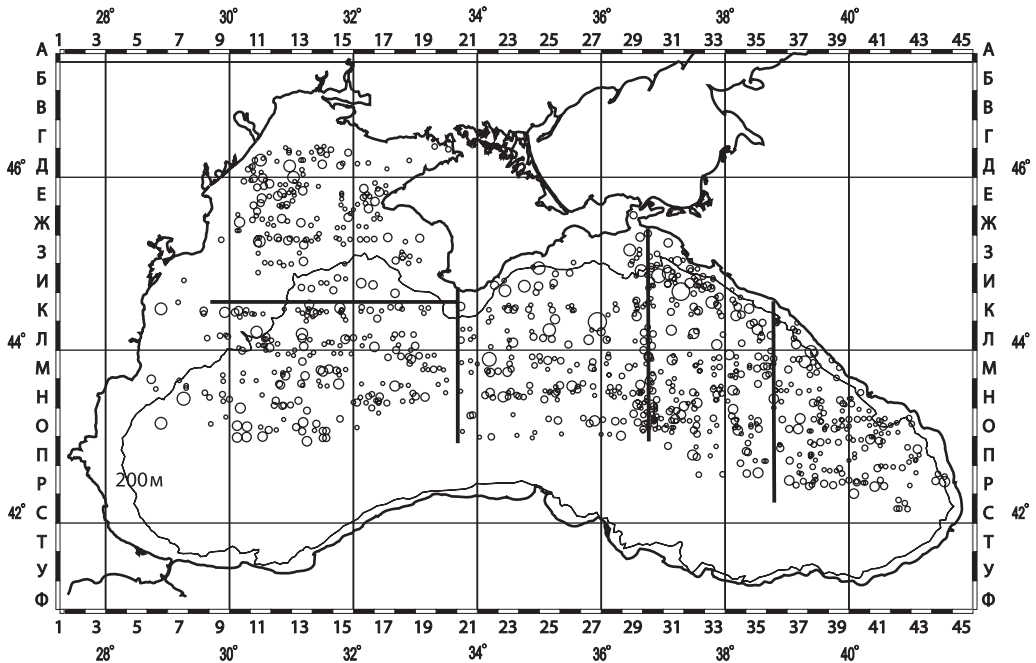 28° 30° 32° 34° 36° 38° 40°
1 3 5 7 9 11 13 15 17 19 21 23 25 27 29 31 33 35 37 39 41 43 45
А А
Б Б
В В
Г Г
46° Д Д 46°
Е Е
Ж Ж
З З
И И
К К
44° Л Л 44°
М М
Н Н
О О
П П
200м
Р Р
42° С С 42°
Т Т
У У
Ф Ф
1 3 5 7 9 11 13 15 17 19 21 23 25 27 29 31 33 35 37 39 41 43 45
28° 30° 32° 34° 36° 38° 40°